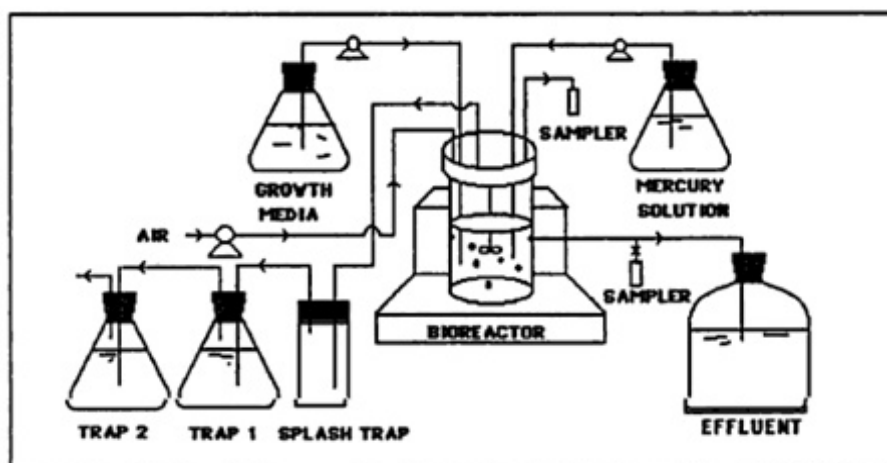 SAMPLER
GROWTH
MEDIA
MERCURY
SOLUTION
AIR
SAMPLER
BIOREACTOR
TRAP 2
TRAP 1
SPLASH TRAP
EFFLUENT